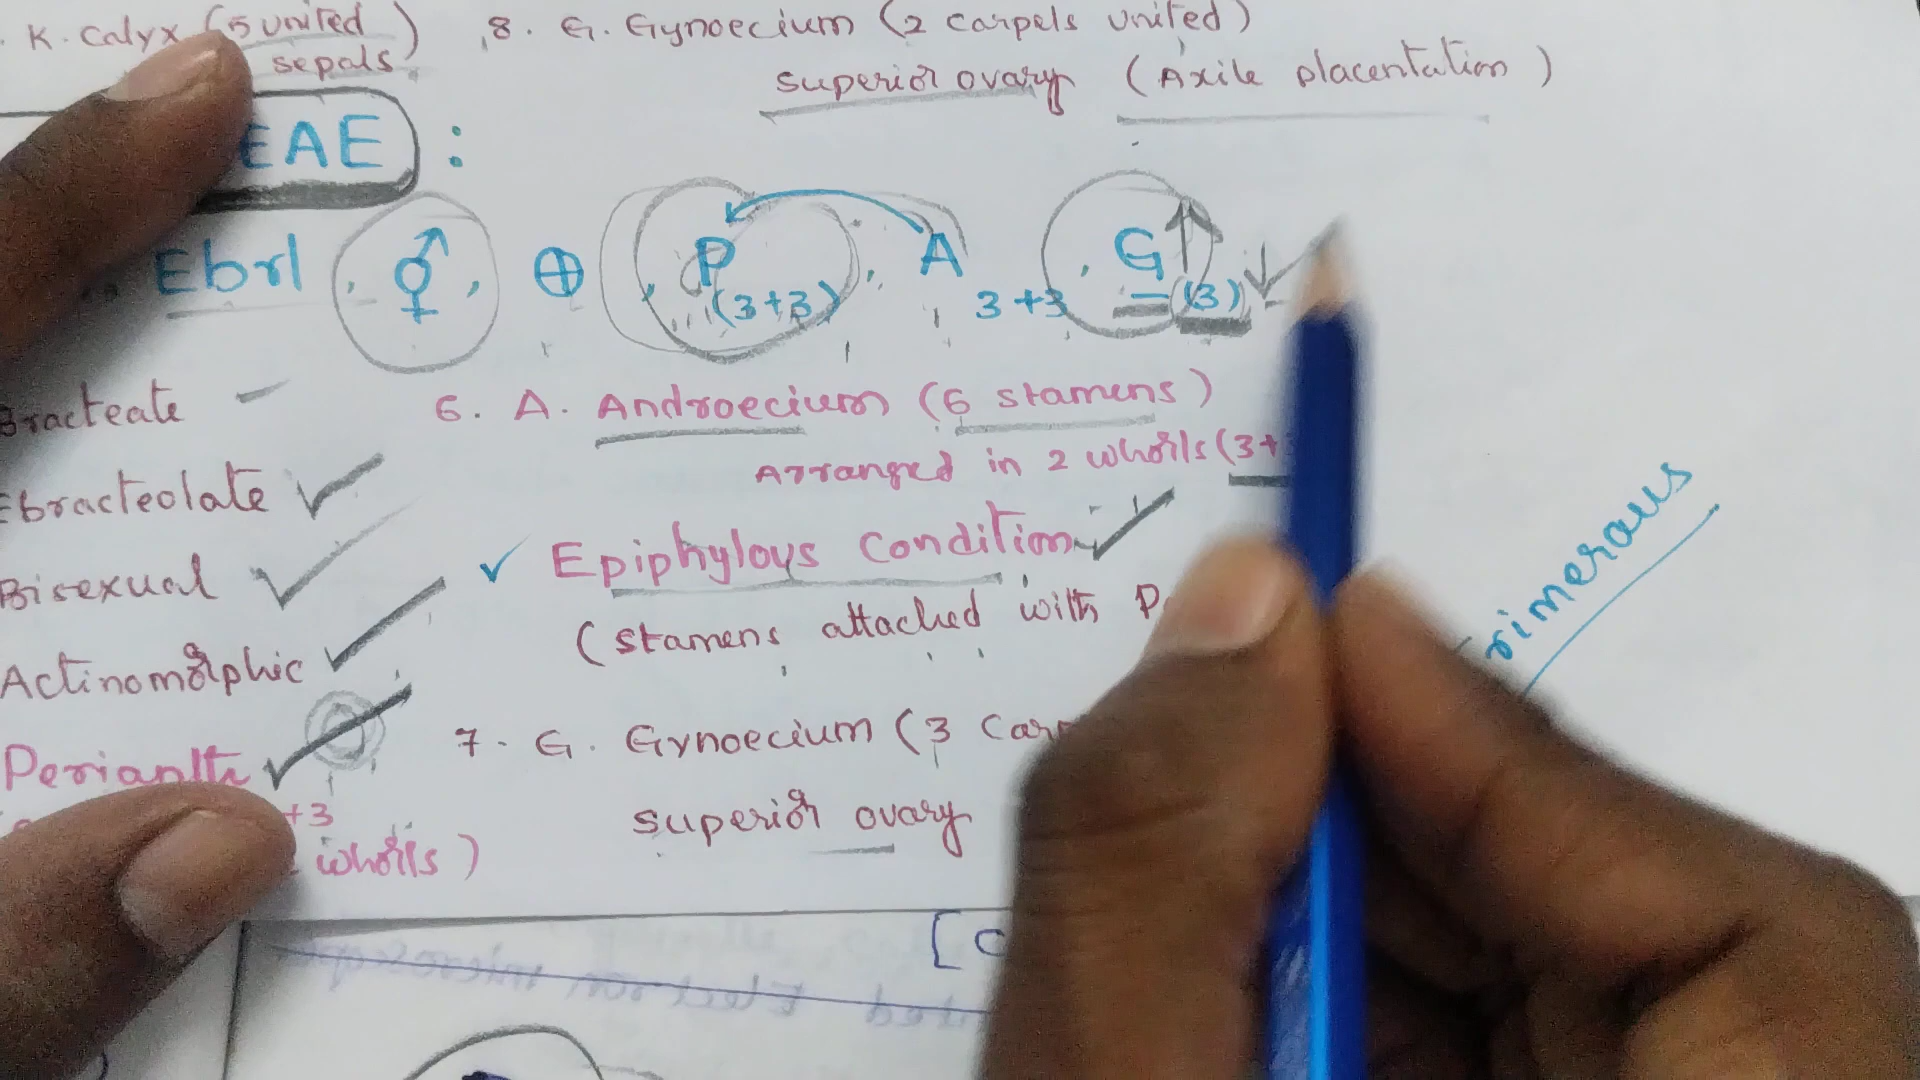 K. Calyx (5 united sepals)
8. G. Gynoecium (2 carpels united)
superior ovary (Axile placentation)
EAE :
Ebrl, ⚥, ⊕, P(3+3), A 3+3, G(3)
Bracteate
Ebracteolate
Bisexual
Actinomorphic
Perianth
+3
whorls)
6. A. Androecium (6 stamens)
Arranged in 2 whorls (3+
Epiphylous Condition
(stamens attached with P
7. G. Gynoecium (3 Car
superior ovary
rimerous
[C